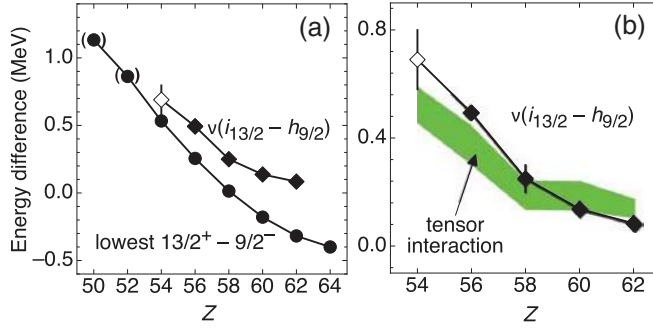 (a)
Energy difference (MeV)
1.0
0.5
0.0
−0.5
( )
( )
ν(i13/2 − h9/2)
lowest 13/2+ − 9/2−
50 52 54 56 58 60 62 64
Z
(b)
0.8
0.4
0.0
ν(i13/2 − h9/2)
tensor
interaction
54 56 58 60 62
Z